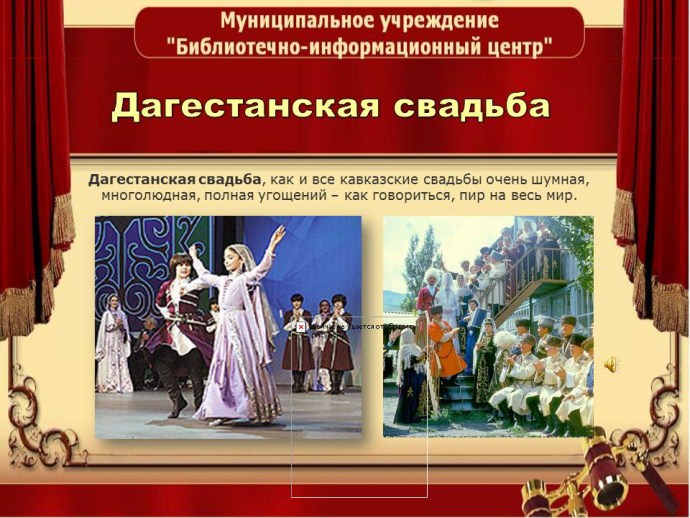 Муниципальное учреждение
"Библиотечно-информационный центр"
Дагестанская свадьба
Дагестанская свадьба, как и все кавказские свадьбы очень шумная,
многолюдная, полная угощений – как говориться, пир на весь мир.